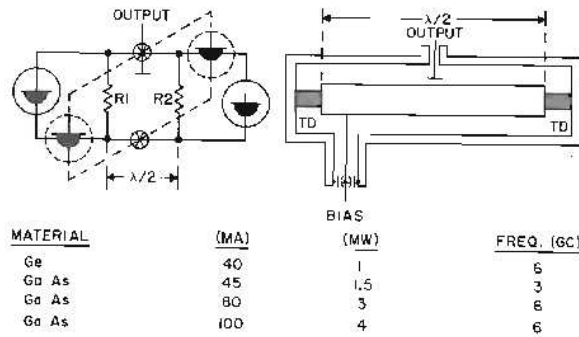 OUTPUT
R1
R2
λ/2
λ/2
OUTPUT
TD
TD
BIAS
MATERIAL (MA) (MW) FREQ. (GC)
Ge 40 1 6
Ga As 45 1.5 3
Ga As 80 3 6
Ga As 100 4 6